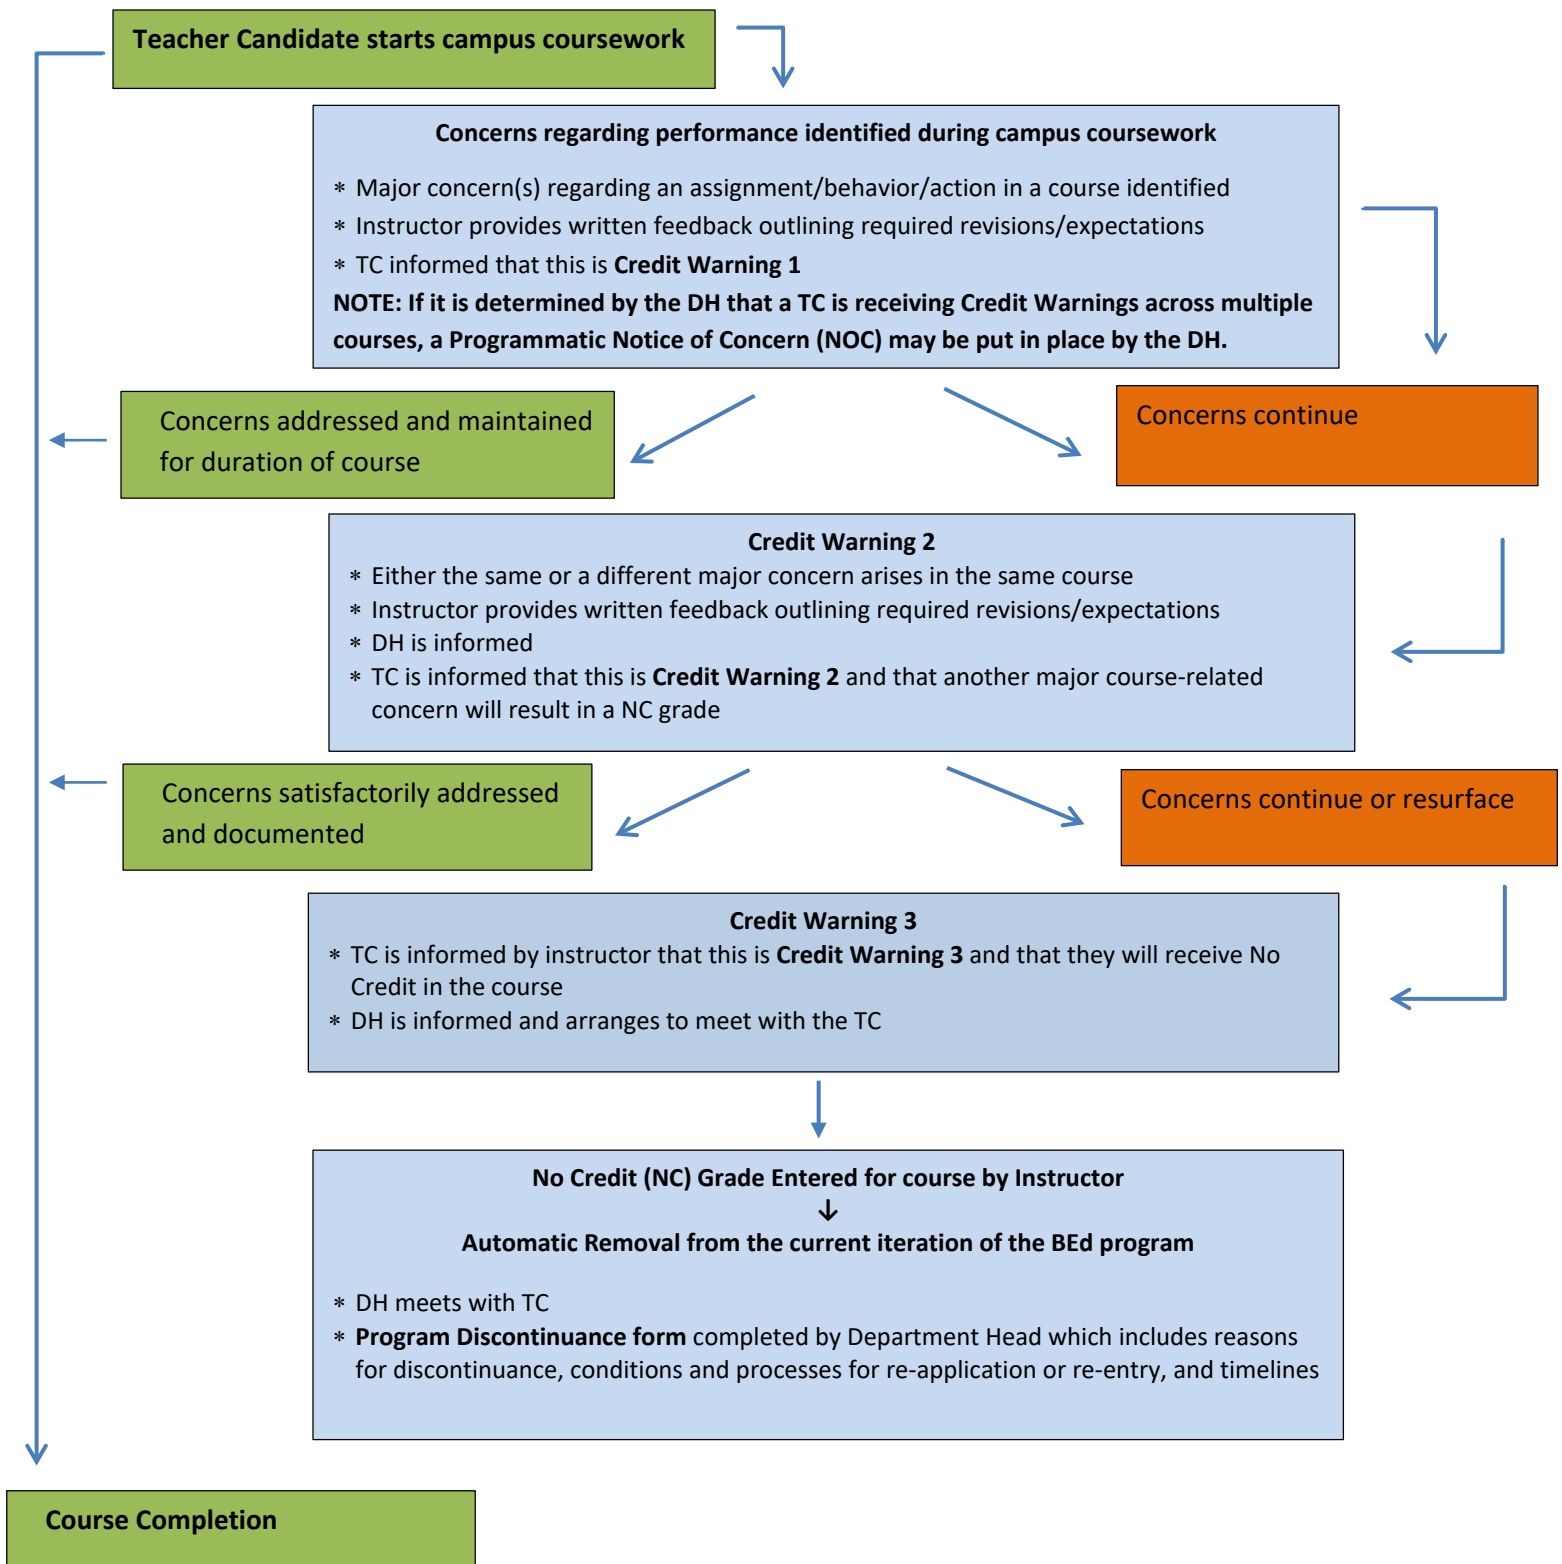 Teacher Candidate starts campus coursework
Concerns regarding performance identified during campus coursework
* Major concern(s) regarding an assignment/behavior/action in a course identified
* Instructor provides written feedback outlining required revisions/expectations
* TC informed that this is Credit Warning 1
NOTE: If it is determined by the DH that a TC is receiving Credit Warnings across multiple
courses, a Programmatic Notice of Concern (NOC) may be put in place by the DH.
Concerns addressed and maintained
for duration of course
Concerns continue
Credit Warning 2
* Either the same or a different major concern arises in the same course
* Instructor provides written feedback outlining required revisions/expectations
* DH is informed
* TC is informed that this is Credit Warning 2 and that another major course-related
concern will result in a NC grade
Concerns satisfactorily addressed
and documented
Concerns continue or resurface
Credit Warning 3
* TC is informed by instructor that this is Credit Warning 3 and that they will receive No
Credit in the course
* DH is informed and arranges to meet with the TC
No Credit (NC) Grade Entered for course by Instructor
↓
Automatic Removal from the current iteration of the BEd program
* DH meets with TC
* Program Discontinuance form completed by Department Head which includes reasons
for discontinuance, conditions and processes for re-application or re-entry, and timelines
Course Completion